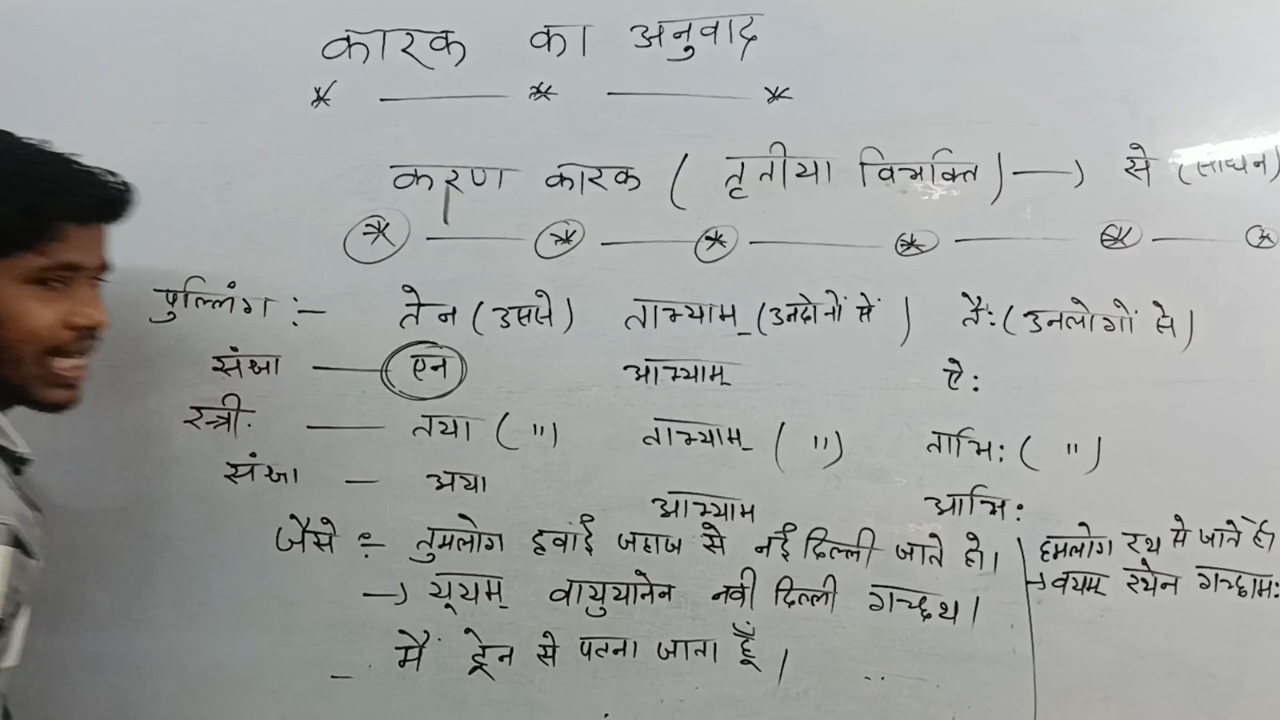 कारक का अनुवाद
करण कारक ( तृतीया विभक्ति ) → से (साधन)
पुल्लिंग :- तेन (उससे) ताभ्याम् (उनदोनों से ) तैः (उनलोगों से)
संज्ञा — एन आभ्याम् ऐः
स्त्री. — तया ( " ) ताभ्याम् ( " ) ताभिः ( " )
संज्ञा — अया आभ्याम आभिः
जैसे :- तुमलोग हवाई जहाज से नई दिल्ली जाते हो।
→ यूयम् वायुयानेन नवी दिल्ली गच्छथ।
मैं ट्रेन से पटना जाता हूँ।
हमलोग रथ से जाते हैं
→ वयम् रथेन गच्छामः